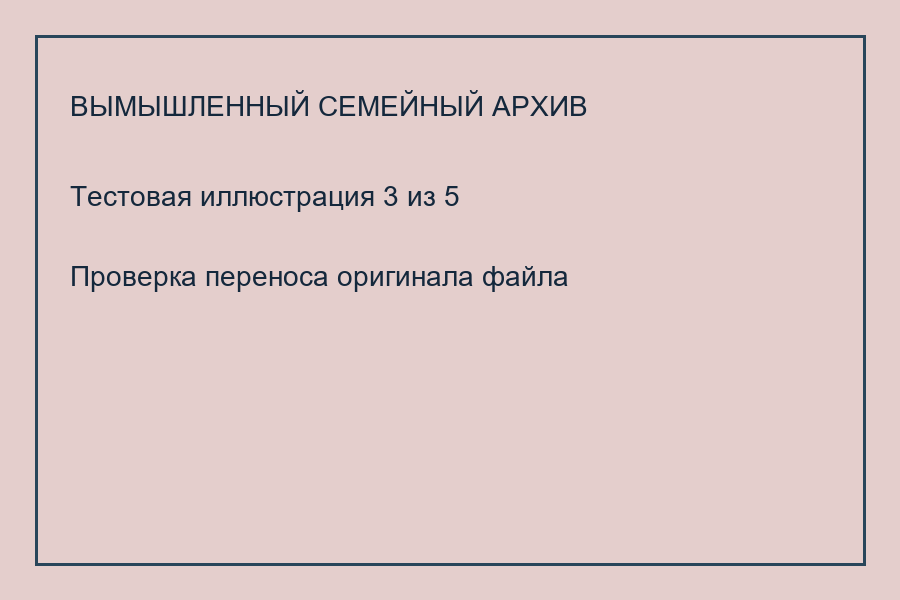 ВЫМЫШЛЕННЫЙ СЕМЕЙНЫЙ АРХИВ
Тестовая иллюстрация 3 из 5
Проверка переноса оригинала файла